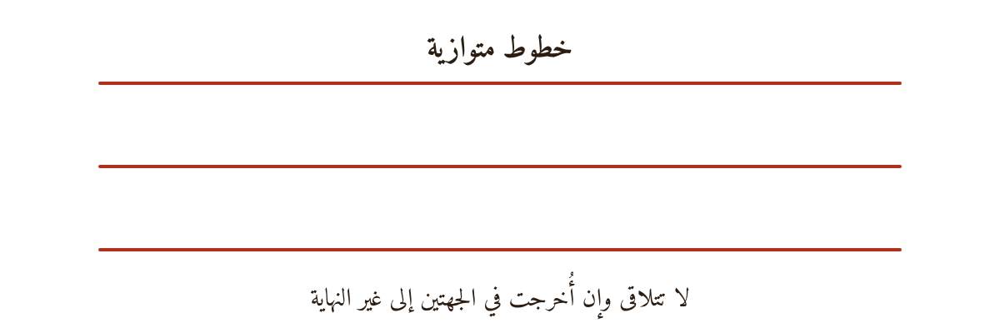 خطوط متوازية
لا تتلاقى وإن أُخرجت في الجهتين إلى غير النهاية